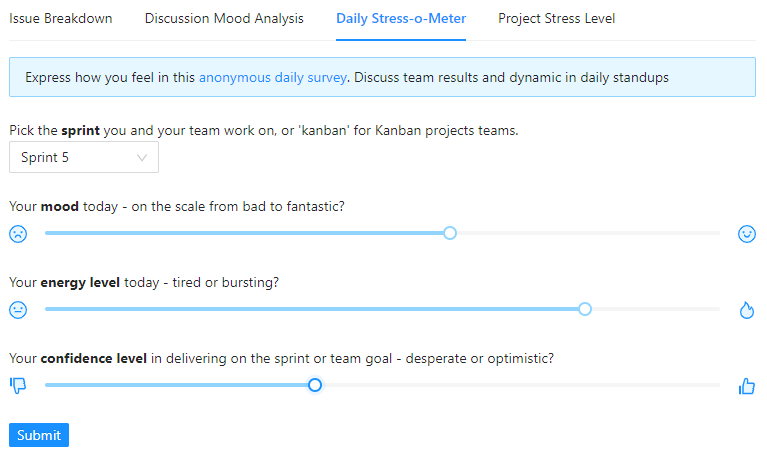 Issue Breakdown Discussion Mood Analysis Daily Stress-o-Meter Project Stress Level
Express how you feel in this anonymous daily survey. Discuss team results and dynamic in daily standups
Pick the sprint you and your team work on, or 'kanban' for Kanban projects teams.
Sprint 5
Your mood today - on the scale from bad to fantastic?
Your energy level today - tired or bursting?
Your confidence level in delivering on the sprint or team goal - desperate or optimistic?
Submit